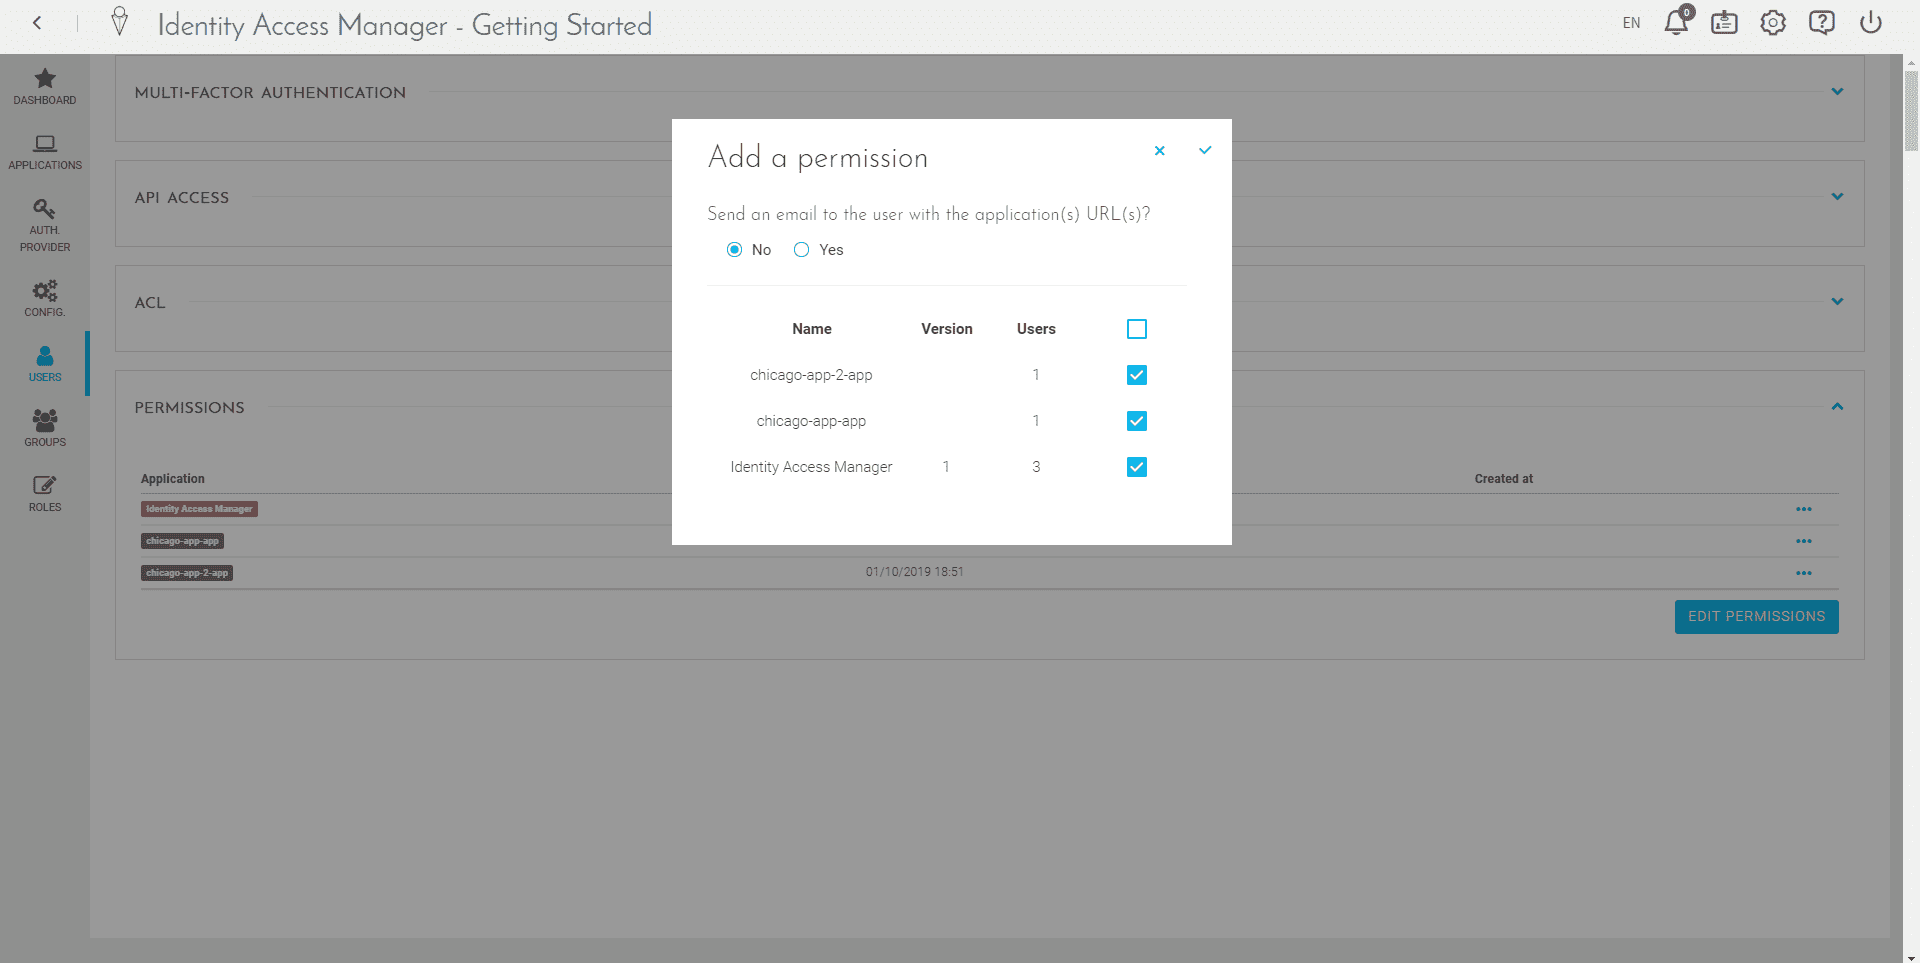 Identity Access Manager - Getting Started
EN
0
DASHBOARD
APPLICATIONS
AUTH.
PROVIDER
CONFIG.
USERS
GROUPS
ROLES
MULTI-FACTOR AUTHENTICATION
API ACCESS
ACL
PERMISSIONS
Application
Created at
Identity Access Manager
chicago-app-app
chicago-app-2-app
01/10/2019 18:51
EDIT PERMISSIONS
Add a permission
Send an email to the user with the application(s) URL(s)?
No Yes
Name Version Users
chicago-app-2-app 1
chicago-app-app 1
Identity Access Manager 1 3